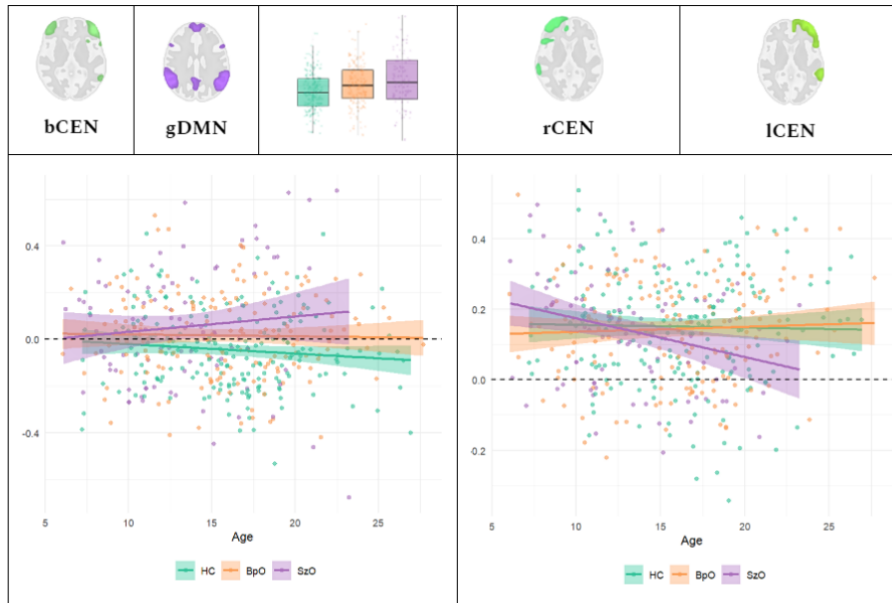 bCEN
gDMN
rCEN
lCEN
0.4
0.0
-0.4
5
10
15
20
25
Age
HC
BpO
SzO
0.4
0.2
0.0
-0.2
5
10
15
20
25
Age
HC
BpO
SzO